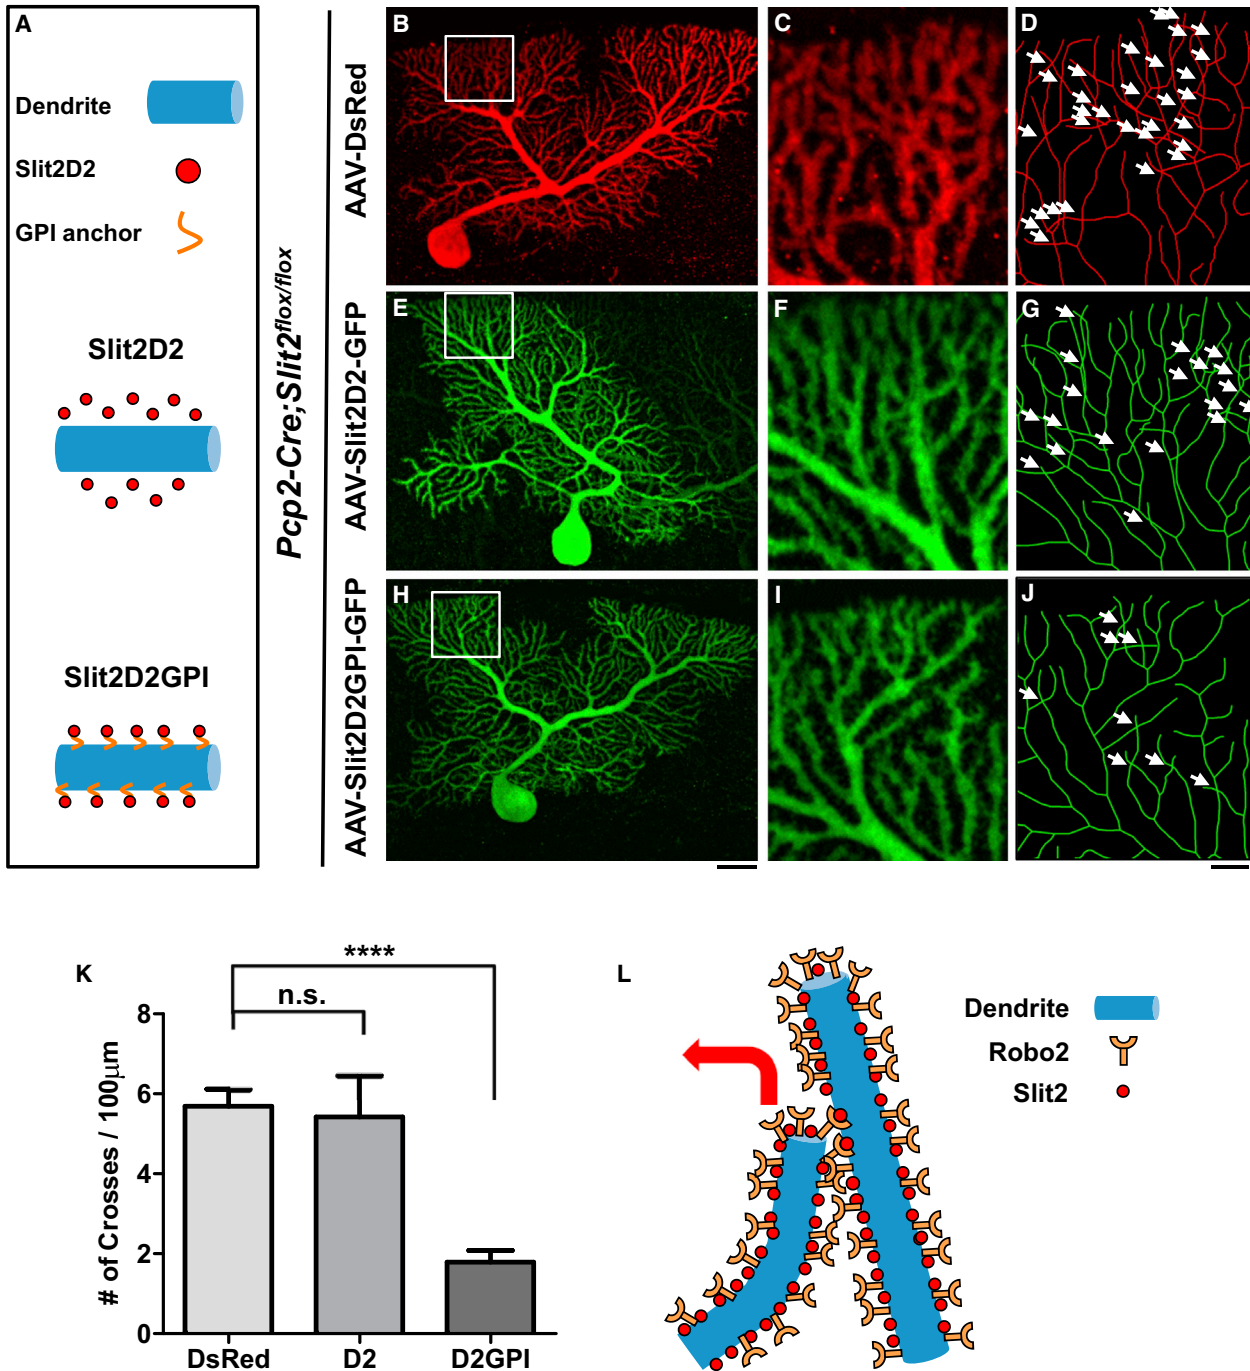 A
Dendrite
Slit2D2
GPI anchor
Slit2D2
Slit2D2GPI
Pcp2-Cre;Slit2flox/flox
AAV-DsRed
B
C
D
AAV-Slit2D2-GFP
E
F
G
AAV-Slit2D2GPI-GFP
H
I
J
K
****
n.s.
# of Crosses / 100µm
8
6
4
2
0
DsRed
D2
D2GPI
L
Dendrite
Robo2
Slit2